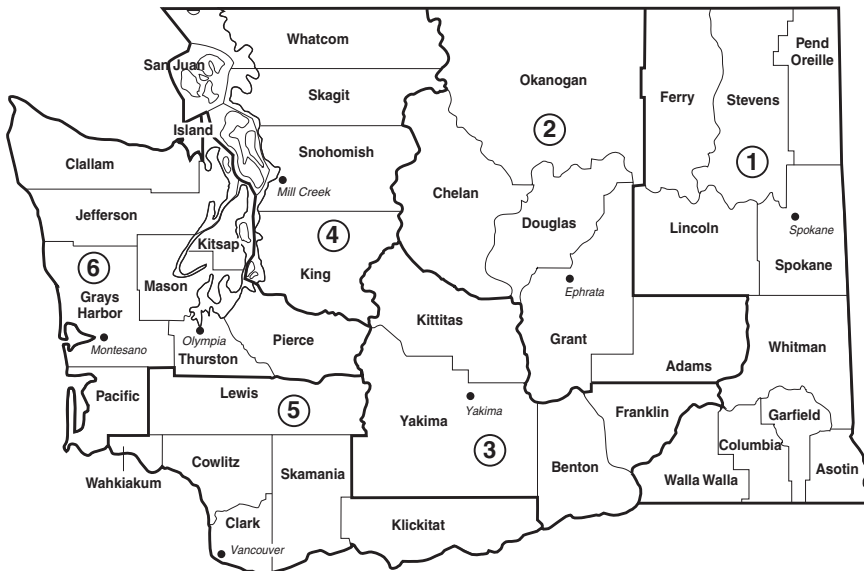 Whatcom
San Juan
Skagit
Island
Snohomish
Mill Creek
Clallam
Jefferson
Kitsap
4
King
6
Grays
Harbor
Mason
Montesano
Olympia
Thurston
Pierce
Pacific
Lewis
5
Wahkiakum
Cowlitz
Skamania
Clark
Vancouver
Okanogan
2
Chelan
Douglas
Ephrata
Grant
Kittitas
Yakima
Yakima
3
Klickitat
Benton
Ferry
Stevens
Pend
Oreille
1
Lincoln
Spokane
Spokane
Adams
Whitman
Franklin
Walla Walla
Columbia
Garfield
Asotin